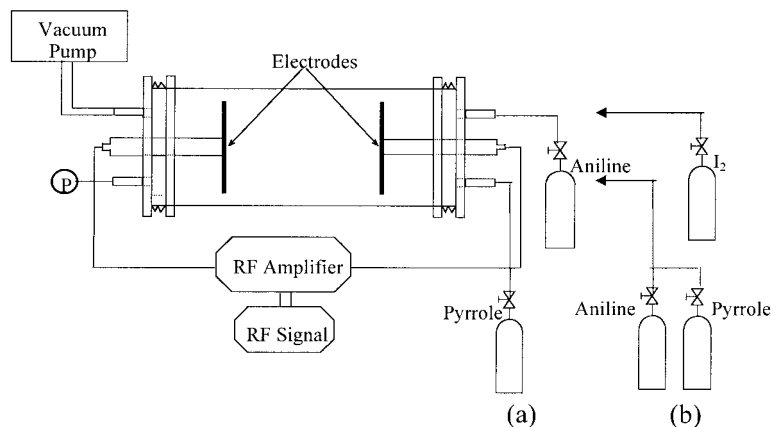 Vacuum
Pump
Electrodes
P
Aniline
I₂
RF Amplifier
RF Signal
Pyrrole
Aniline
Pyrrole
(a)
(b)